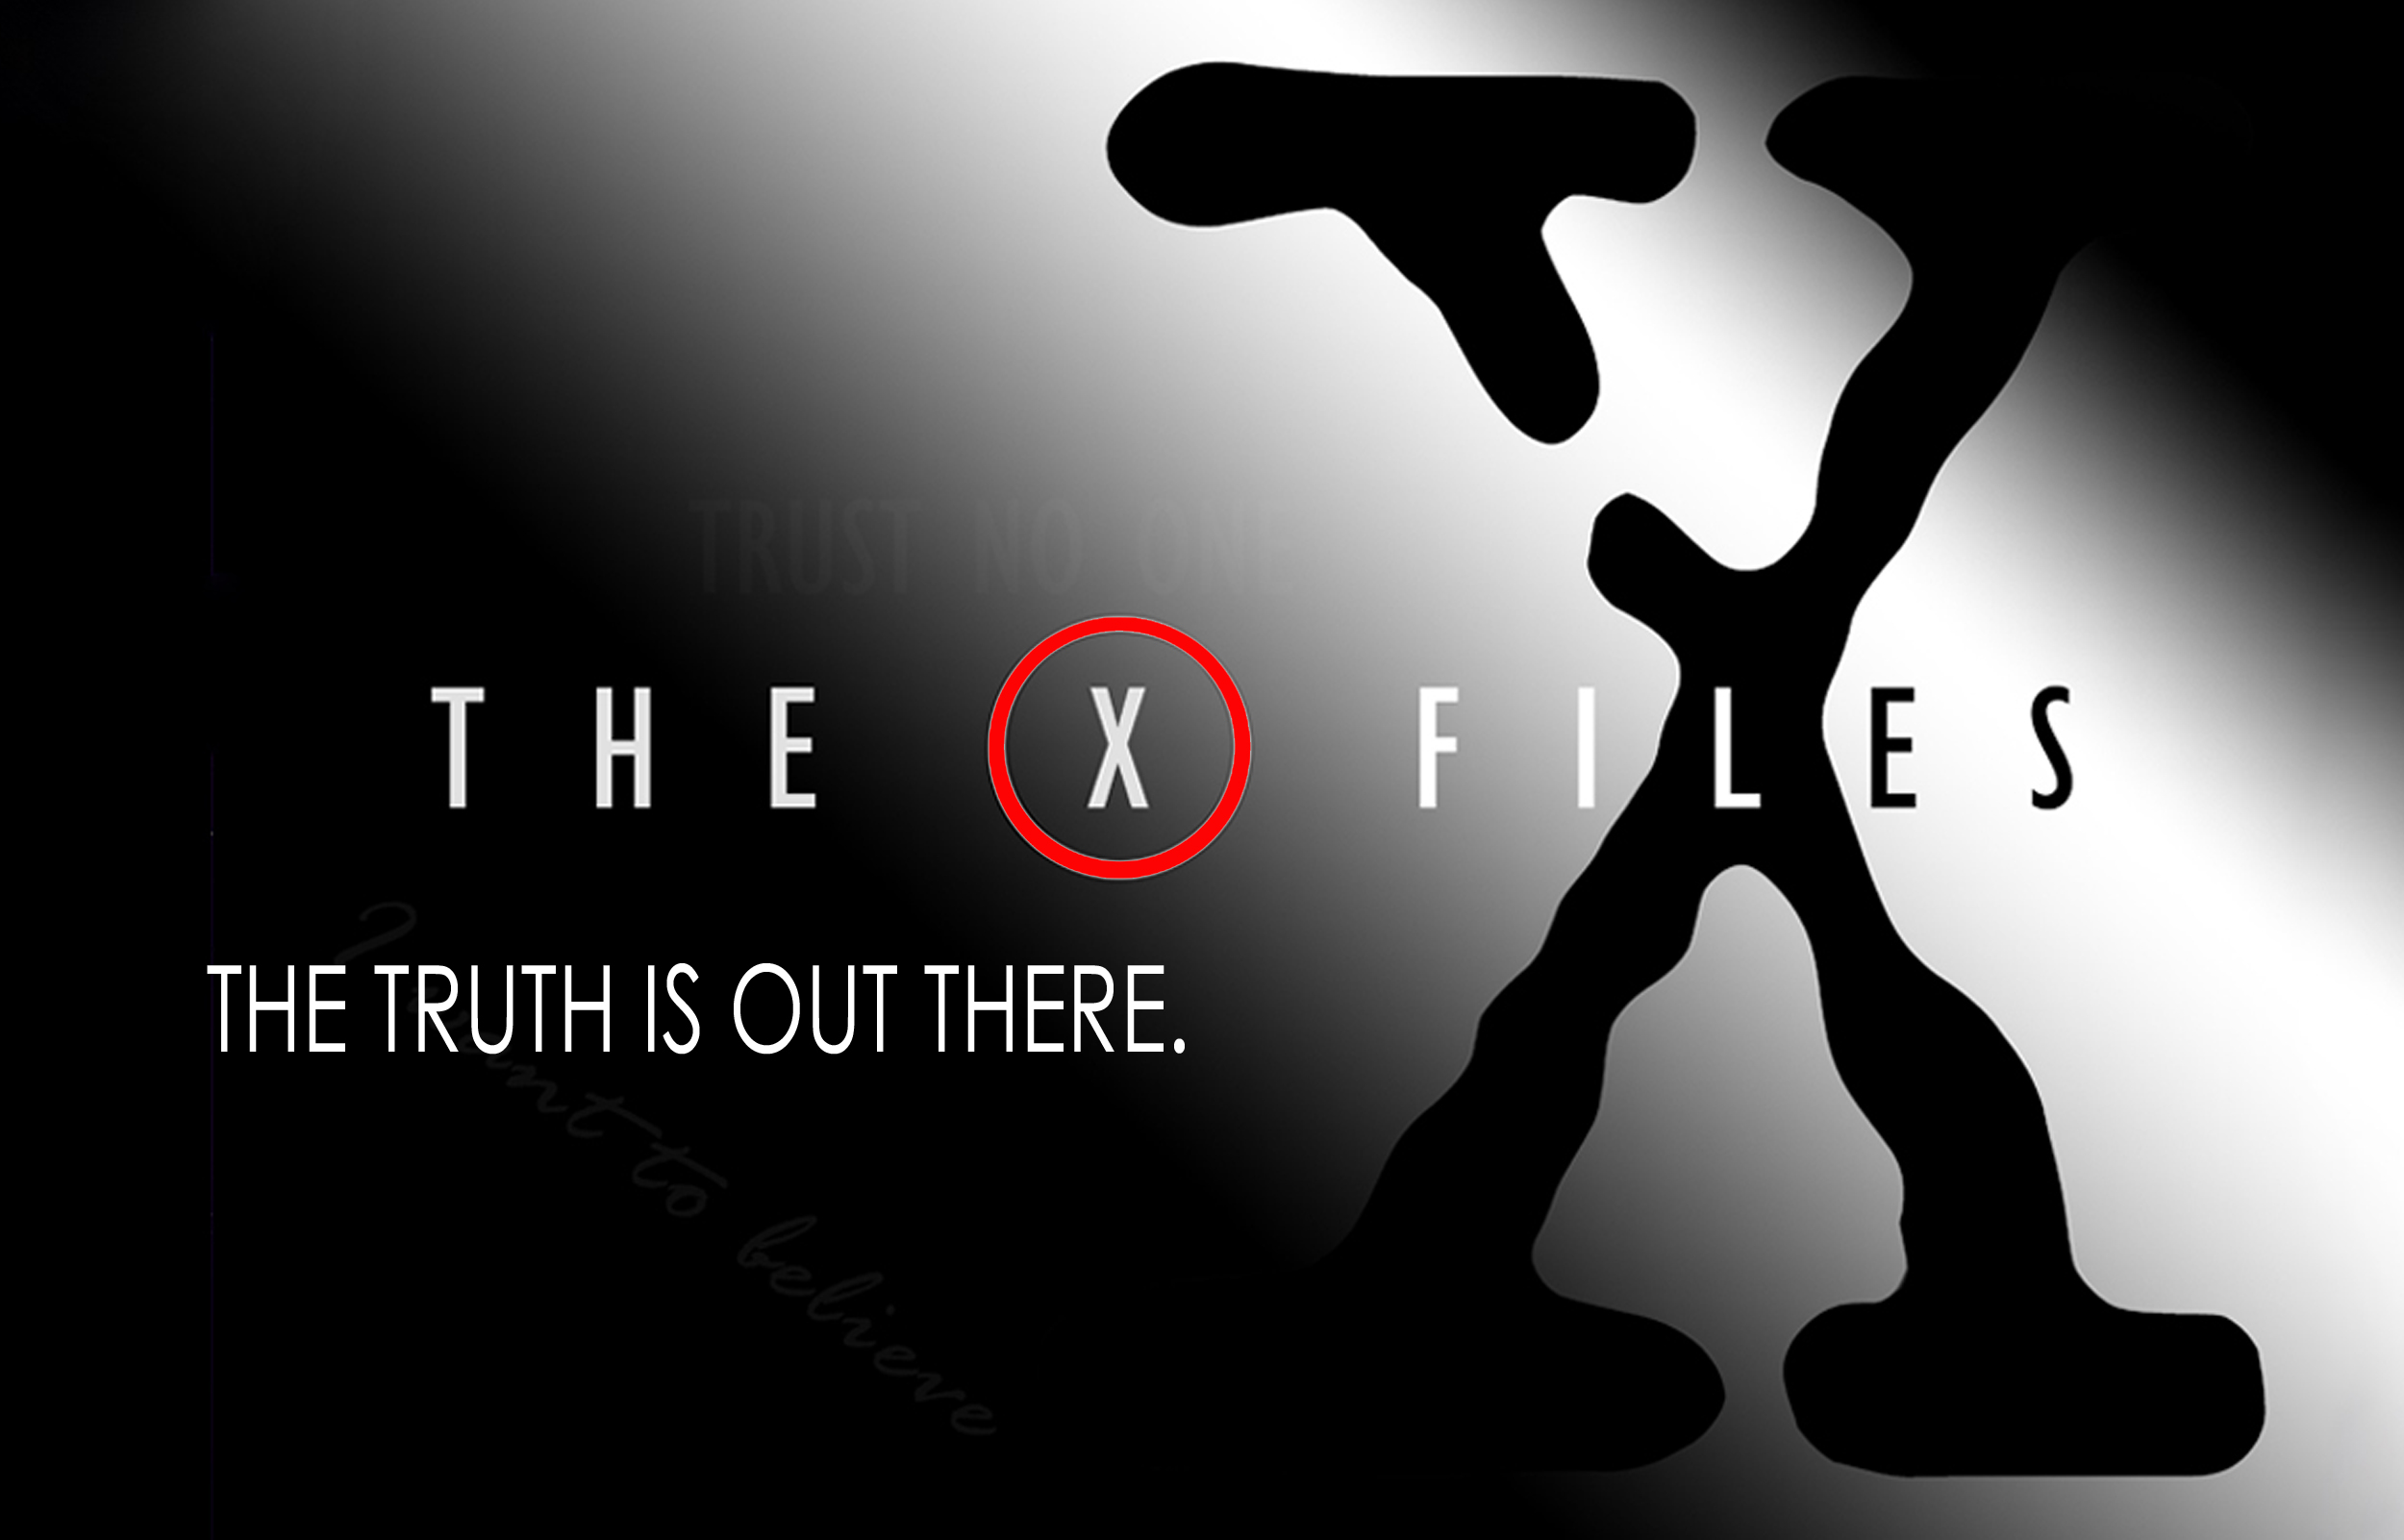 TRUST NO ONE
THE X FILES
THE TRUTH IS OUT THERE.
I want to believe
X